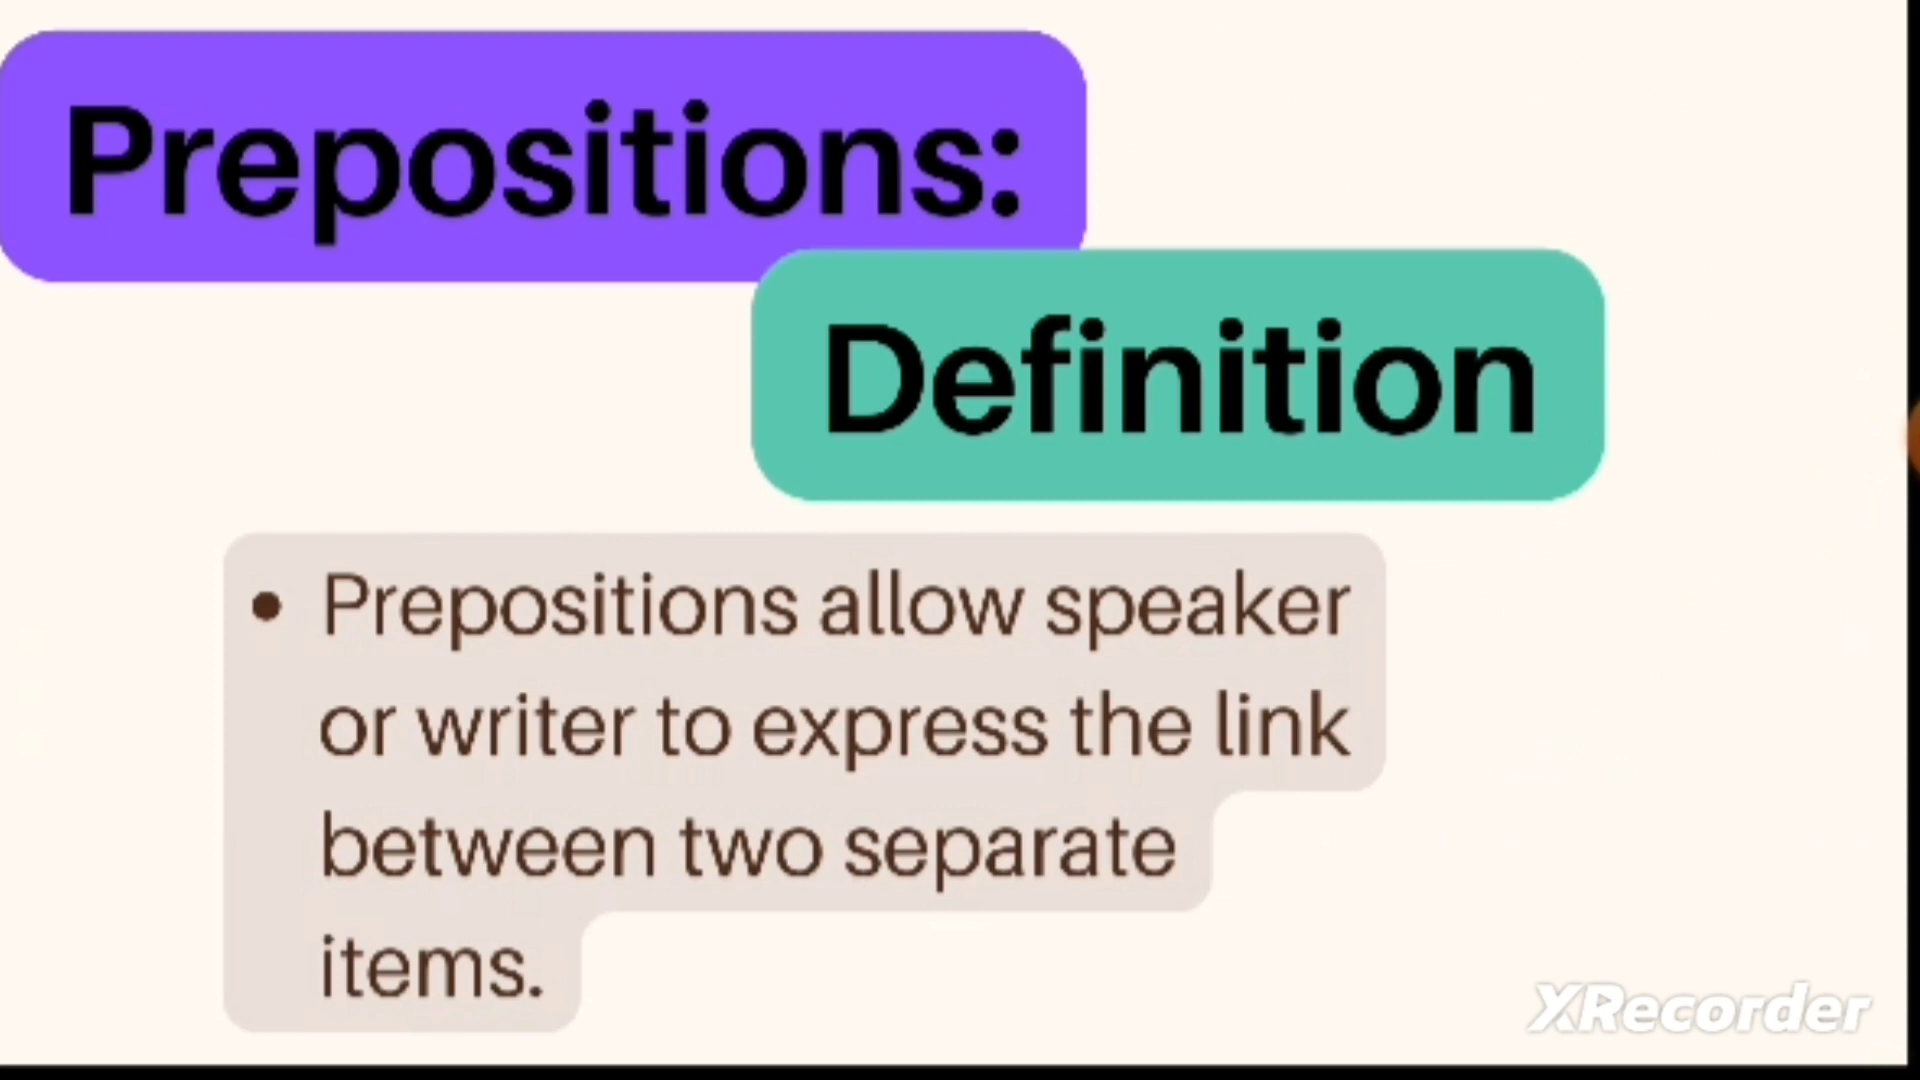 Prepositions:
Definition
• Prepositions allow speaker
or writer to express the link
between two separate
items.
XRecorder